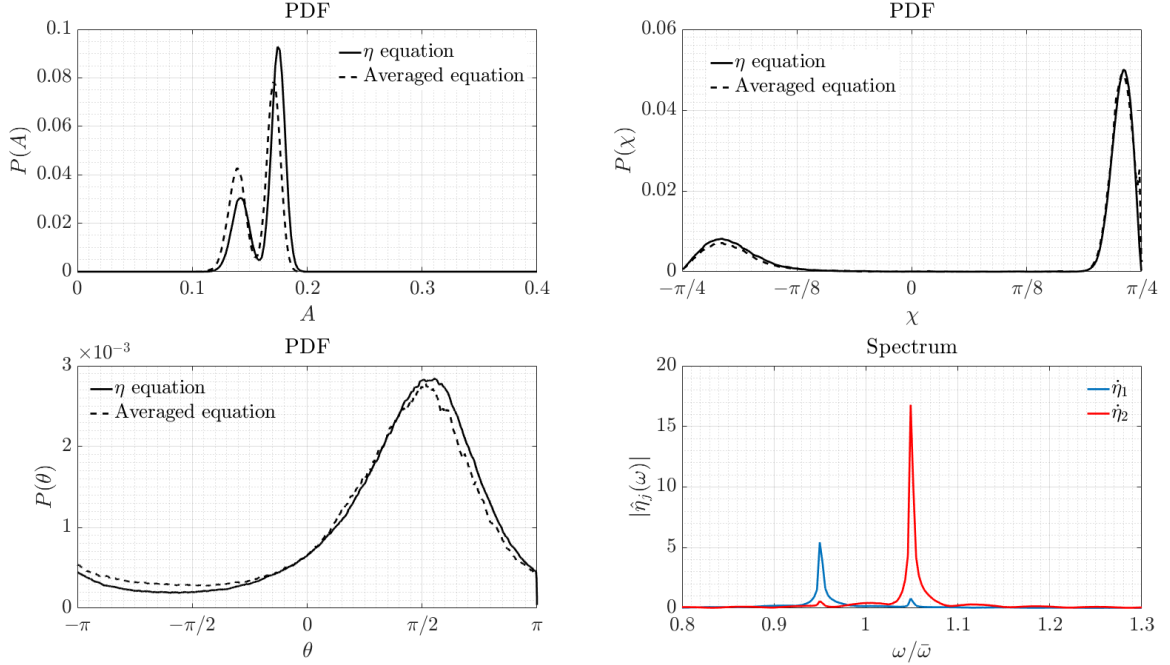 PDF
0.1
0.08
0.06
0.04
0.02
0
P(A)
η equation
Averaged equation
0
0.1
0.2
0.3
0.4
A
PDF
0.06
0.04
0.02
0
P(χ)
η equation
Averaged equation
−π/4
−π/8
0
π/8
π/4
χ
PDF
×10⁻³
3
2
1
0
P(θ)
η equation
Averaged equation
−π
−π/2
0
π/2
π
θ
Spectrum
20
15
10
5
0
|η̂̇ⱼ(ω)|
η̇₁
η̇₂
0.8
0.9
1
1.1
1.2
1.3
ω/ω̄